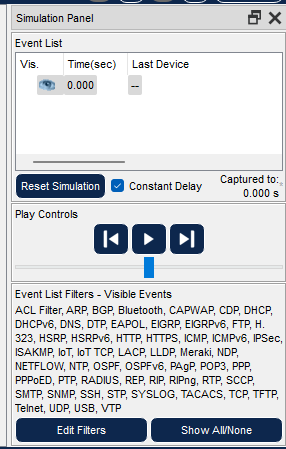 Simulation Panel
Event List
Vis. Time(sec) Last Device
0.000 --
Reset Simulation Constant Delay Captured to:
0.000 s
Play Controls
Event List Filters - Visible Events
ACL Filter, ARP, BGP, Bluetooth, CAPWAP, CDP, DHCP,
DHCPv6, DNS, DTP, EAPOL, EIGRP, EIGRPv6, FTP, H.
323, HSRP, HSRPv6, HTTP, HTTPS, ICMP, ICMPv6, IPSec,
ISAKMP, IoT, IoT TCP, LACP, LLDP, Meraki, NDP,
NETFLOW, NTP, OSPF, OSPFv6, PAgP, POP3, PPP,
PPPoED, PTP, RADIUS, REP, RIP, RIPng, RTP, SCCP,
SMTP, SNMP, SSH, STP, SYSLOG, TACACS, TCP, TFTP,
Telnet, UDP, USB, VTP
Edit Filters Show All/None